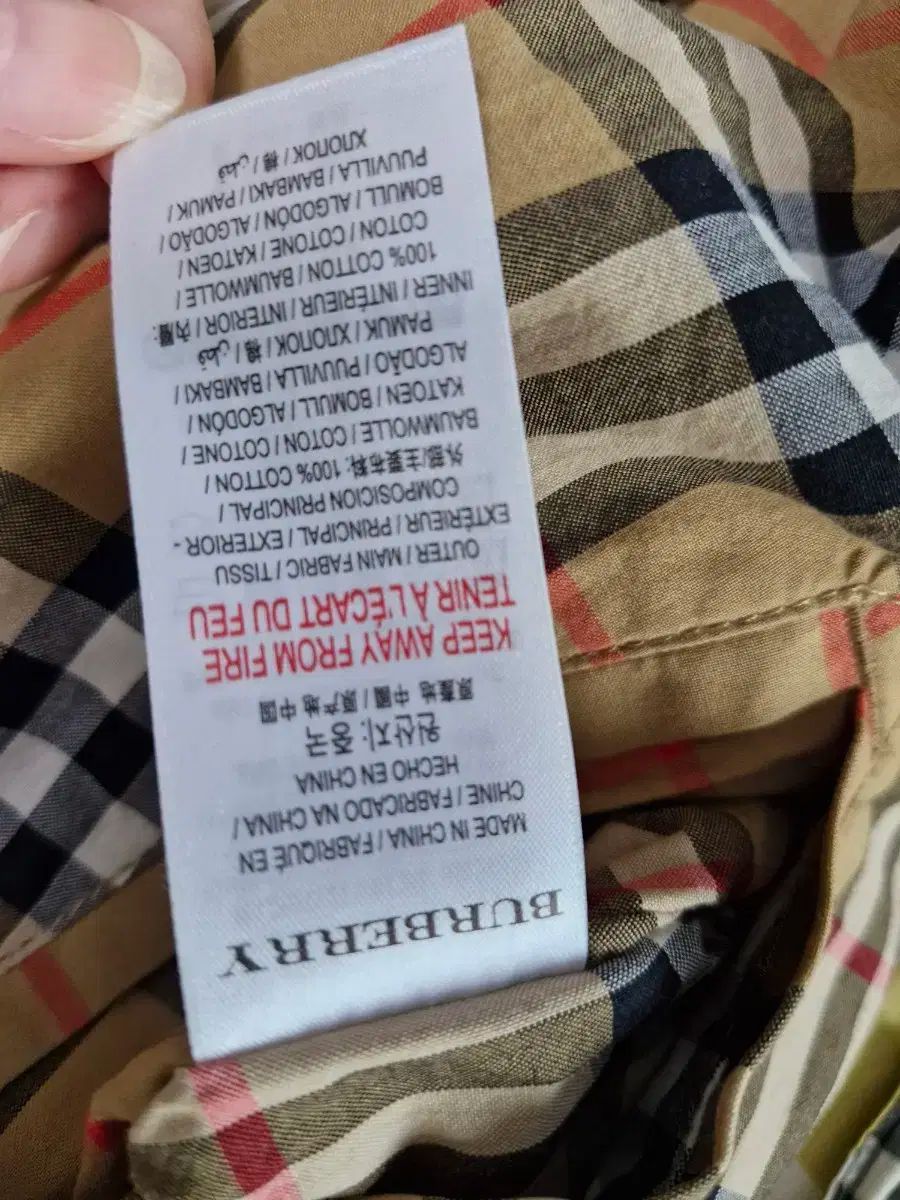 BURBERRY
MADE IN CHINA / FABRIQUÉ EN
CHINE / FABRICADO NA CHINA /
HECHO EN CHINA
원산지: 중국
原產地 中國 / 原产地 中国
KEEP AWAY FROM FIRE
TENIR À L'ÉCART DU FEU
OUTER / MAIN FABRIC / TISSU
EXTÉRIEUR / PRINCIPAL / EXTERIOR -
COMPOSICION PRINCIPAL /
外部/主要布料: 100% COTTON /
BAUMWOLLE / COTON / COTONE /
KATOEN / BOMULL / ALGODÓN /
ALGODÃO / PUUVILLA / BAMBAKI /
PAMUK / ХЛОПОК / 棉 / قطن
INNER / INTÉRIEUR / INTERIOR / 內層:
100% COTTON / BAUMWOLLE /
COTON / COTONE / KATOEN /
BOMULL / ALGODÓN / ALGODÃO /
PUUVILLA / BAMBAKI / PAMUK /
ХЛОПОК / 棉 / قطن